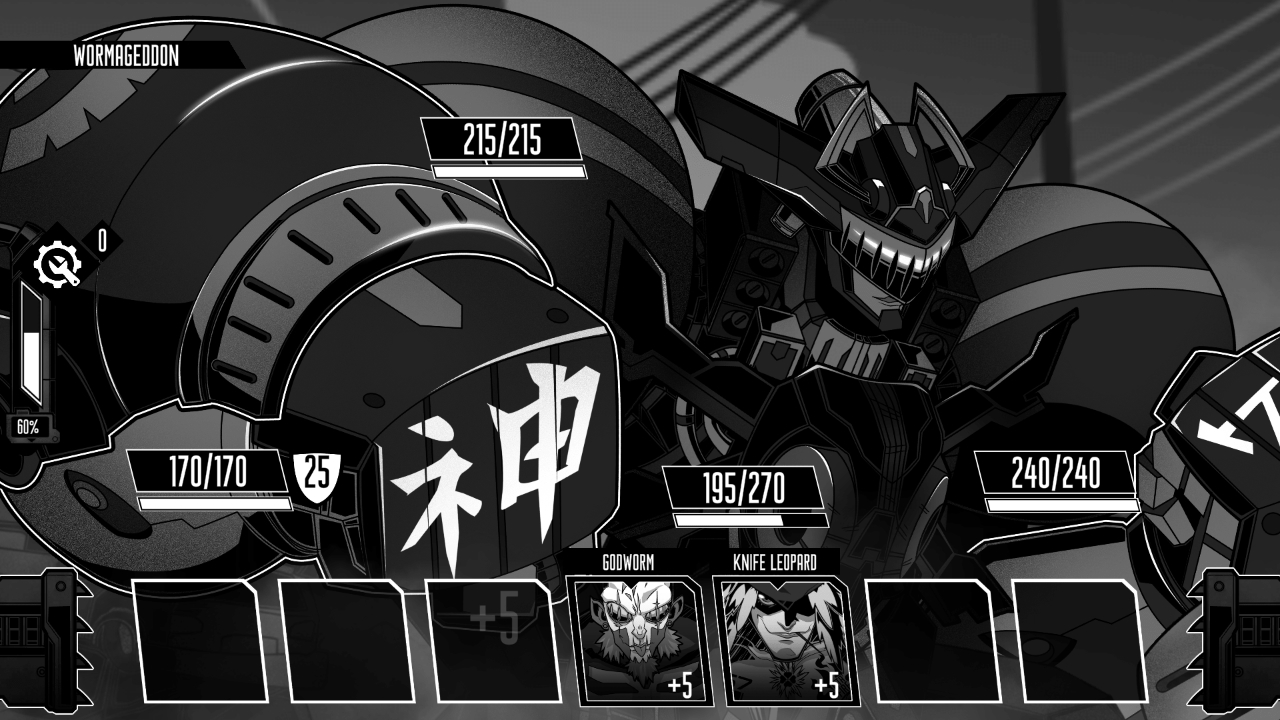 WORMAGEDDON
215/215
0
60%
170/170
25
神
195/270
240/240
GODWORM
KNIFE LEOPARD
+5
+5
+5